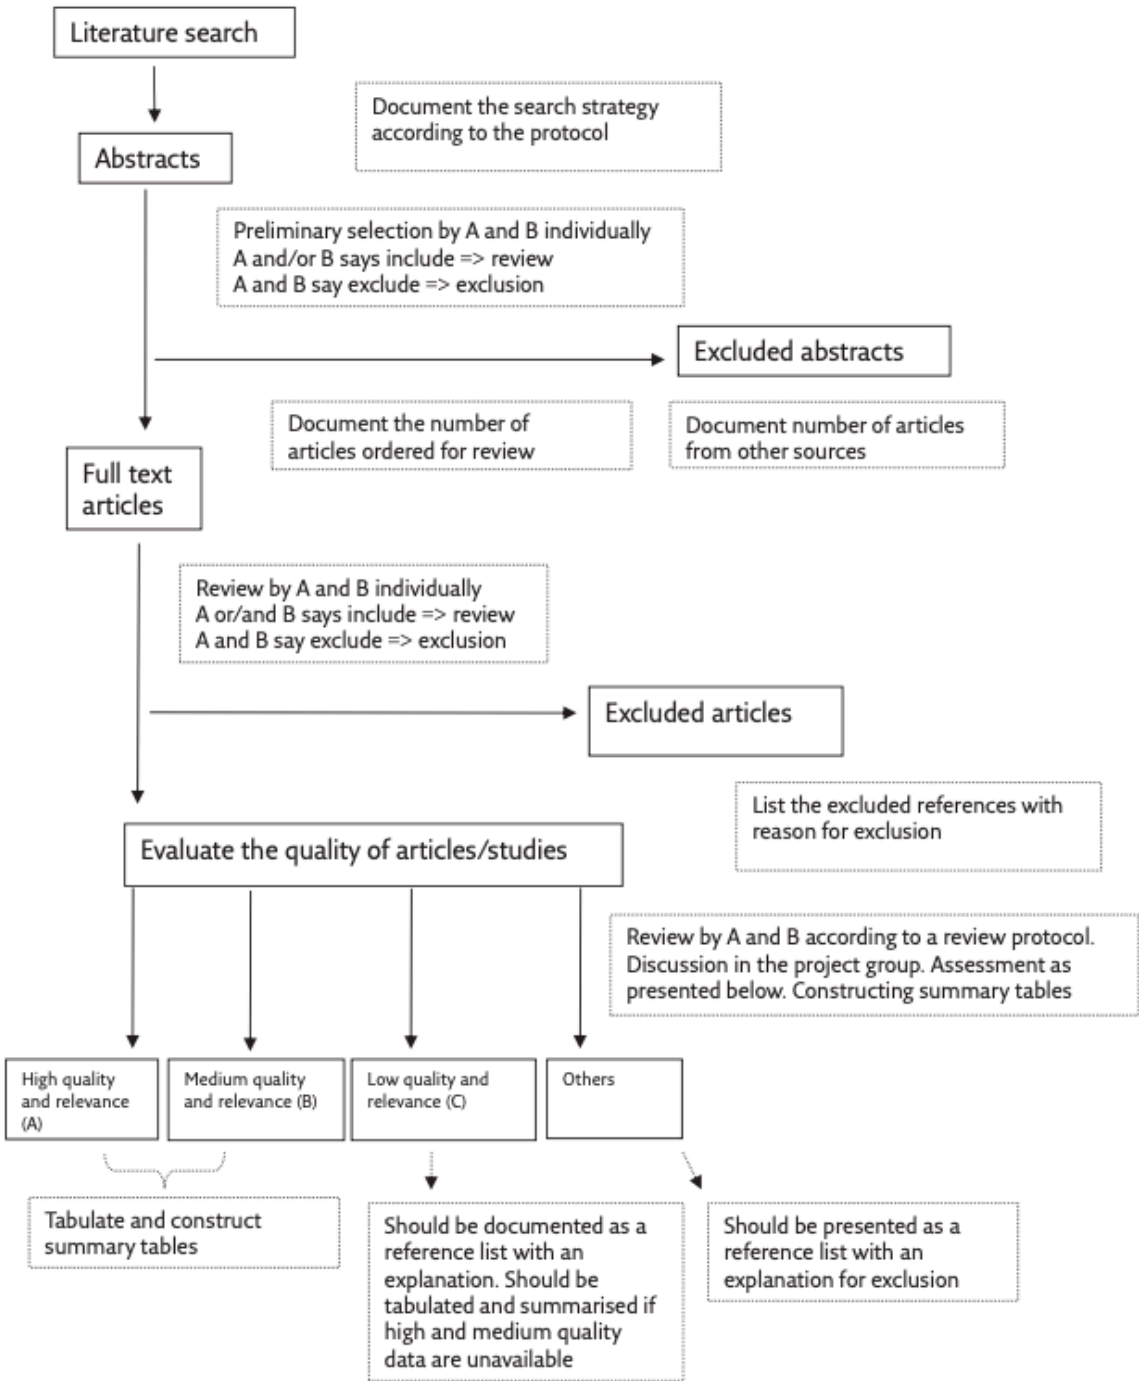 Literature search
Document the search strategy
according to the protocol
Abstracts
Preliminary selection by A and B individually
A and/or B says include => review
A and B say exclude => exclusion
Excluded abstracts
Document the number of
articles ordered for review
Document number of articles
from other sources
Full text
articles
Review by A and B individually
A or/and B says include => review
A and B say exclude => exclusion
Excluded articles
List the excluded references with
reason for exclusion
Evaluate the quality of articles/studies
Review by A and B according to a review protocol.
Discussion in the project group. Assessment as
presented below. Constructing summary tables
High quality
and relevance
(A)
Medium quality
and relevance (B)
Low quality and
relevance (C)
Others
Tabulate and construct
summary tables
Should be documented as a
reference list with an
explanation. Should be
tabulated and summarised if
high and medium quality
data are unavailable
Should be presented as a
reference list with an
explanation for exclusion